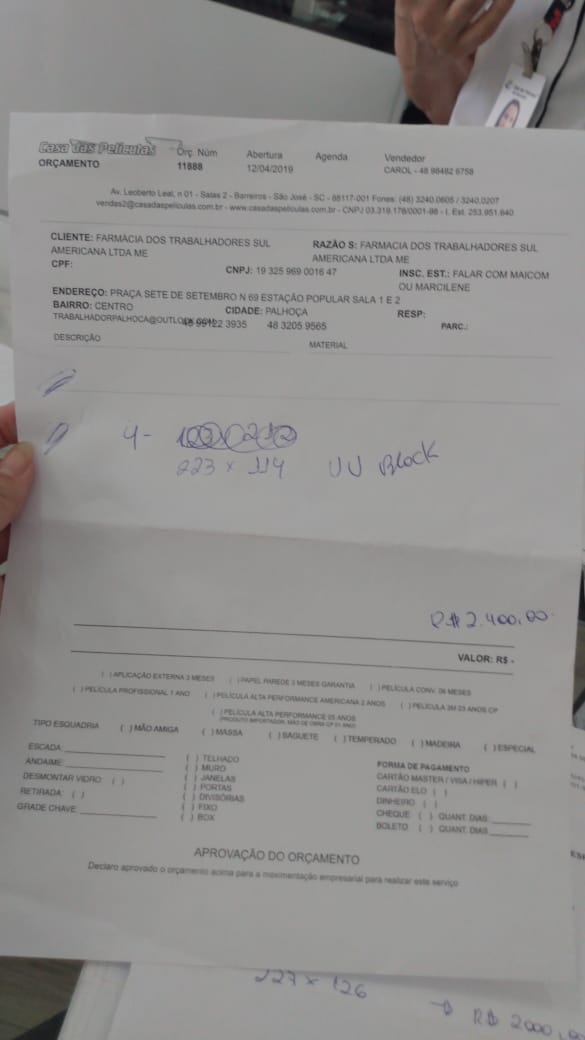 Casa das Películas
ORÇAMENTO
Orç. Núm
11888
Abertura
12/04/2019
Agenda
Vendedor
CAROL - 48 98482 6758
Av. Leoberto Leal, n 01 - Salas 2 - Barreiros - São José - SC - 88117-001 Fones: (48) 3240.0605 / 3240.0207
vendas2@casadaspeliculas.com.br - www.casadaspeliculas.com.br - CNPJ 03.319.178/0001-98 - I. Est. 253.951.640
CLIENTE: FARMÁCIA DOS TRABALHADORES SUL
AMERICANA LTDA ME
RAZÃO S: FARMACIA DOS TRABALHADORES SUL
AMERICANA LTDA ME
CPF:
CNPJ: 19 325 969 0016 47
INSC. EST.: FALAR COM MAICOM
OU MARCILENE
ENDEREÇO: PRAÇA SETE DE SETEMBRO N 69 ESTAÇÃO POPULAR SALA 1 E 2
BAIRRO: CENTRO
CIDADE: PALHOÇA
RESP:
PARC.:
TRABALHADORPALHOCA@OUTLOOK.COM
48 99122 3935
48 3205 9565
DESCRIÇÃO
MATERIAL
4-
223 x 114 UV Block
R$ 2.400,00
VALOR: R$ -
( ) APLICAÇÃO EXTERNA 3 MESES ( ) PAPEL PAREDE 3 MESES GARANTIA ( ) PELÍCULA CONV. 06 MESES
( ) PELÍCULA PROFISSIONAL 1 ANO ( ) PELÍCULA ALTA PERFORMANCE AMERICANA 2 ANOS ( ) PELÍCULA 3M 03 ANOS CP
( ) PELÍCULA ALTA PERFORMANCE 05 ANOS
TIPO ESQUADRIA ( ) MÃO AMIGA ( ) MASSA ( ) BAGUETE ( ) TEMPERADO ( ) MADEIRA ( ) ESPECIAL
ESCADA:
ANDAIME:
DESMONTAR VIDRO ( )
RETIRADA: ( )
GRADE CHAVE:
( ) TELHADO
( ) MURO
( ) JANELAS
( ) PORTAS
( ) DIVISÓRIAS
( ) FIXO
( ) BOX
FORMA DE PAGAMENTO
CARTÃO MASTER / VISA / HIPER ( )
CARTÃO ELO ( )
DINHEIRO ( )
CHEQUE ( ) QUANT. DIAS:
BOLETO ( ) QUANT. DIAS
APROVAÇÃO DO ORÇAMENTO
Declaro aprovado o orçamento acima para a movimentação empresarial para realizar este serviço
227 x 126
R$ 2000,00